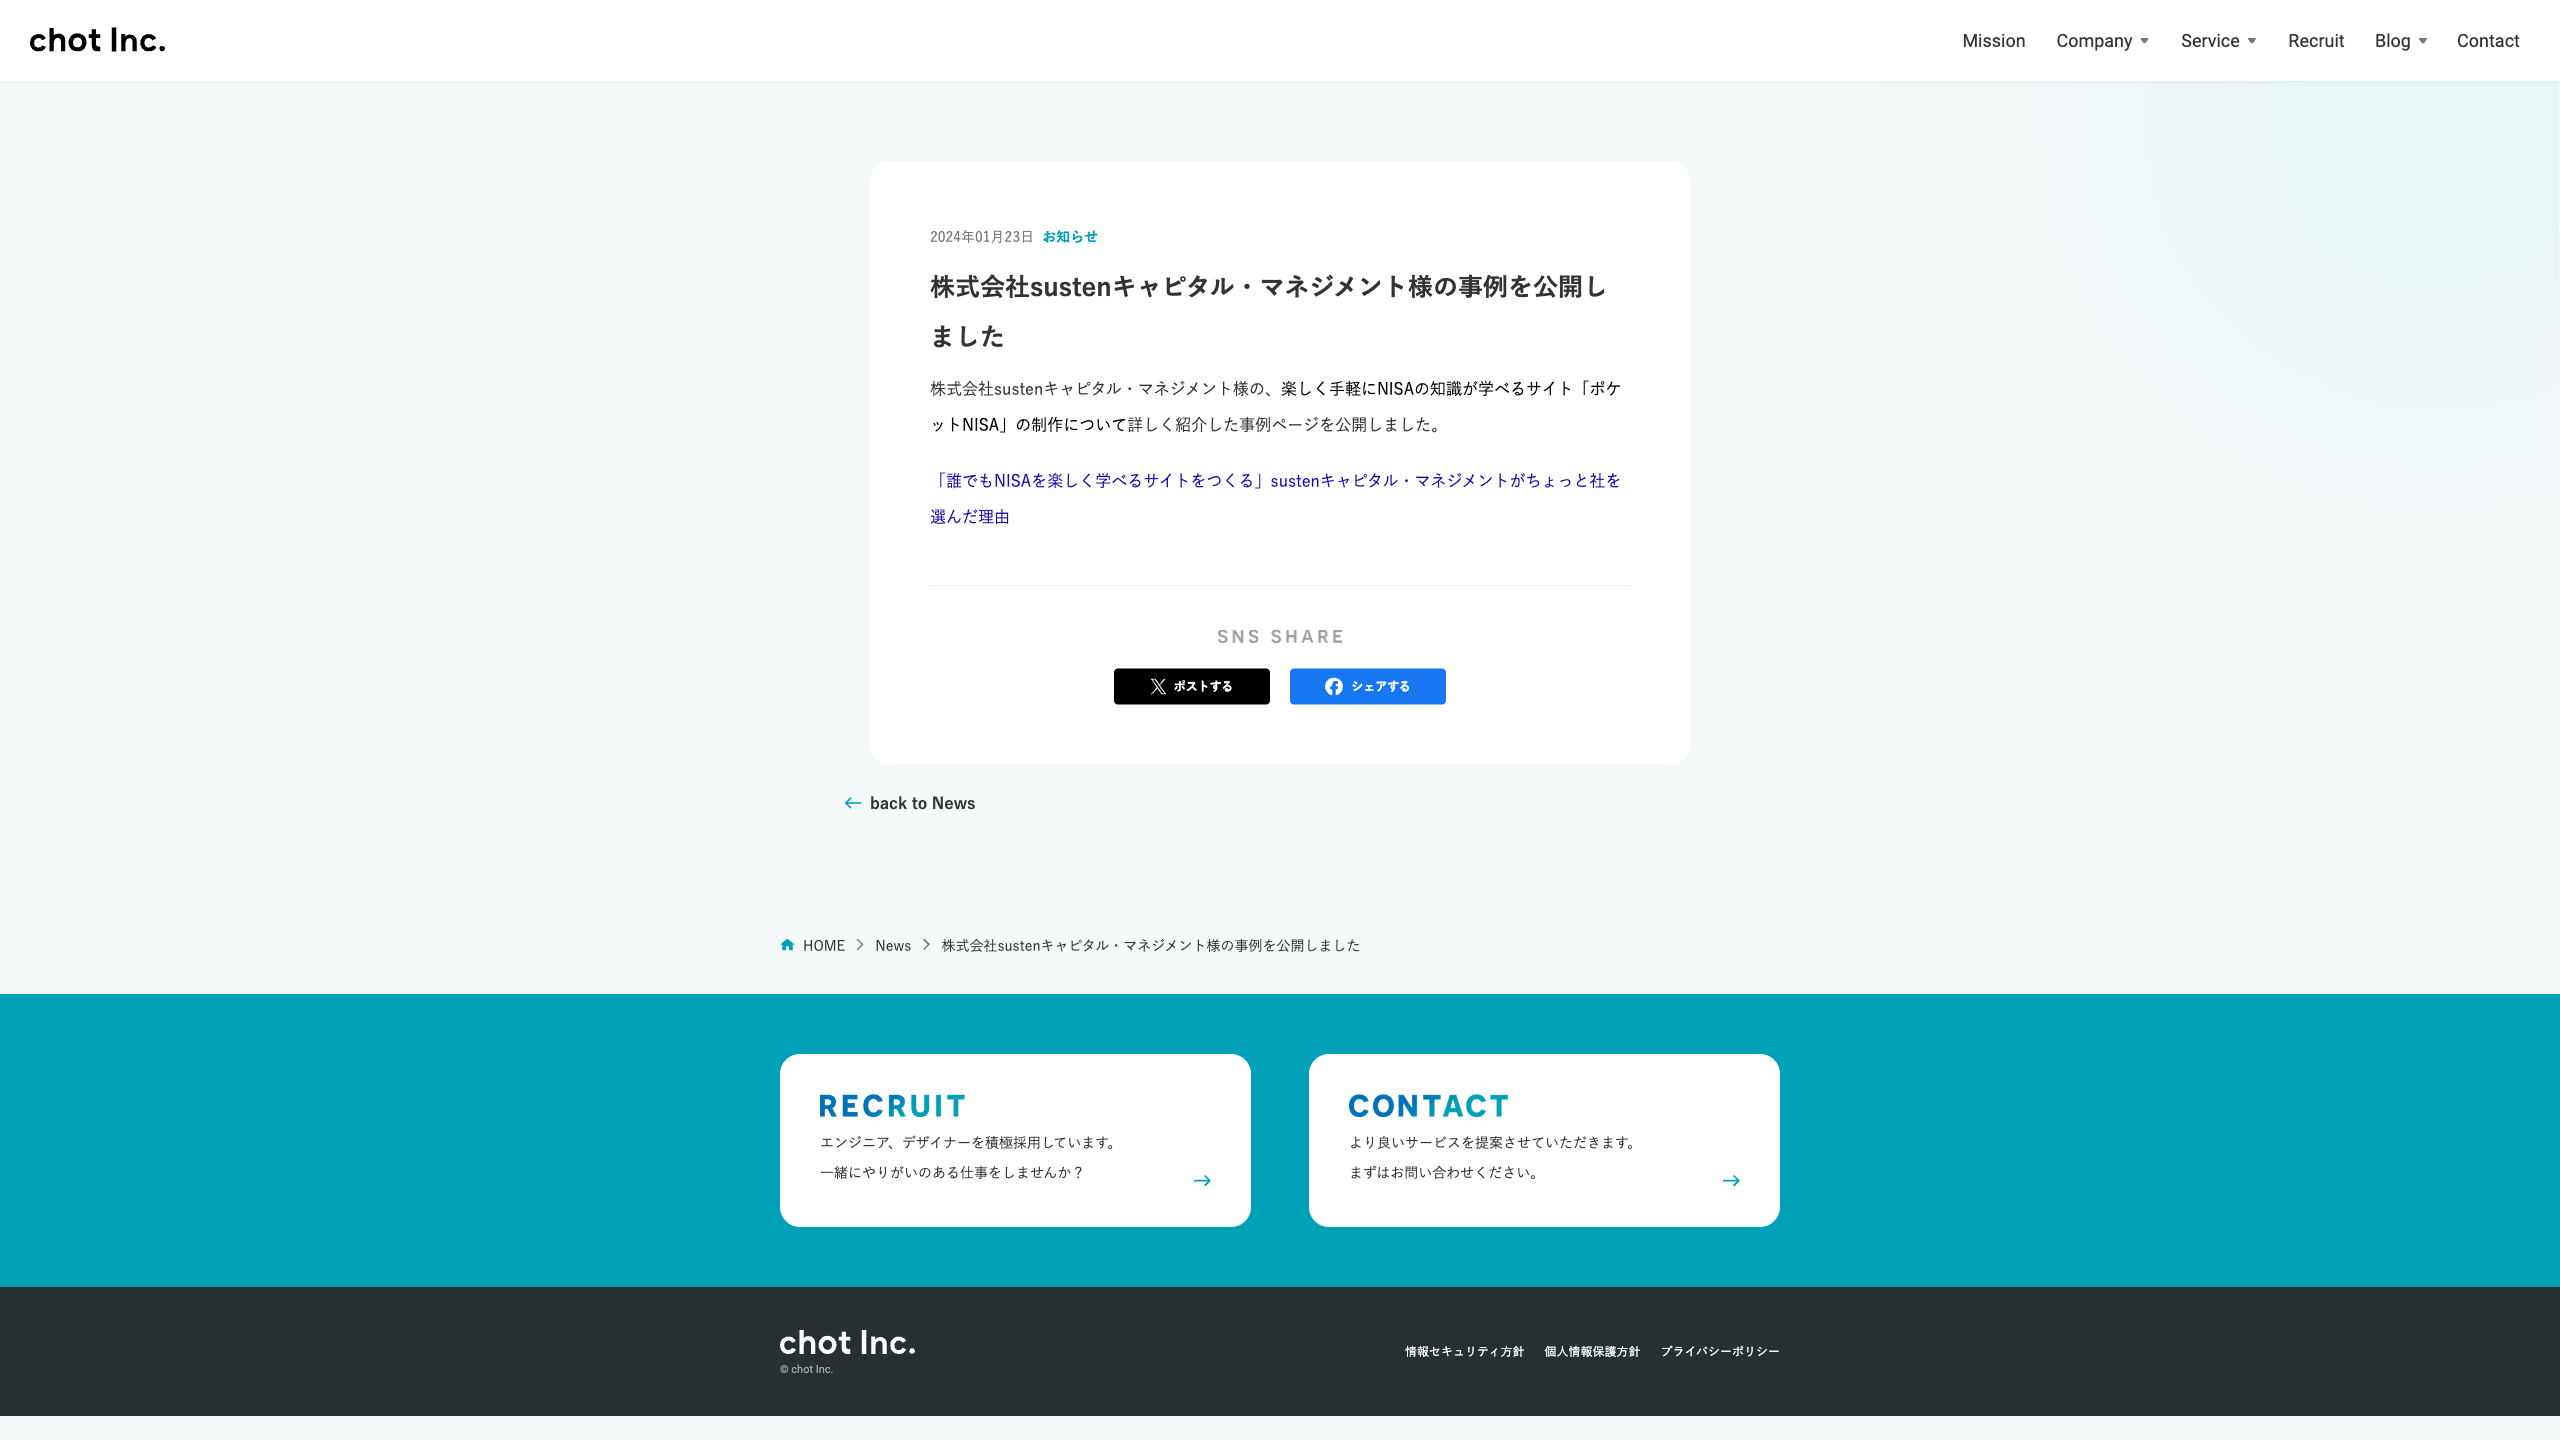 chot Inc.
Mission Company Service Recruit Blog Contact
2024年01月23日 お知らせ
株式会社sustenキャピタル・マネジメント様の事例を公開し
ました
株式会社sustenキャピタル・マネジメント様の、楽しく手軽にNISAの知識が学べるサイト「ポケ
ットNISA」の制作について詳しく紹介した事例ページを公開しました。
「誰でもNISAを楽しく学べるサイトをつくる」sustenキャピタル・マネジメントがちょっと社を
選んだ理由
SNS SHARE
ポストする シェアする
back to News
HOME News 株式会社sustenキャピタル・マネジメント様の事例を公開しました
RECRUIT
エンジニア、デザイナーを積極採用しています。
一緒にやりがいのある仕事をしませんか？
CONTACT
より良いサービスを提案させていただきます。
まずはお問い合わせください。
chot Inc.
© chot Inc.
情報セキュリティ方針 個人情報保護方針 プライバシーポリシー